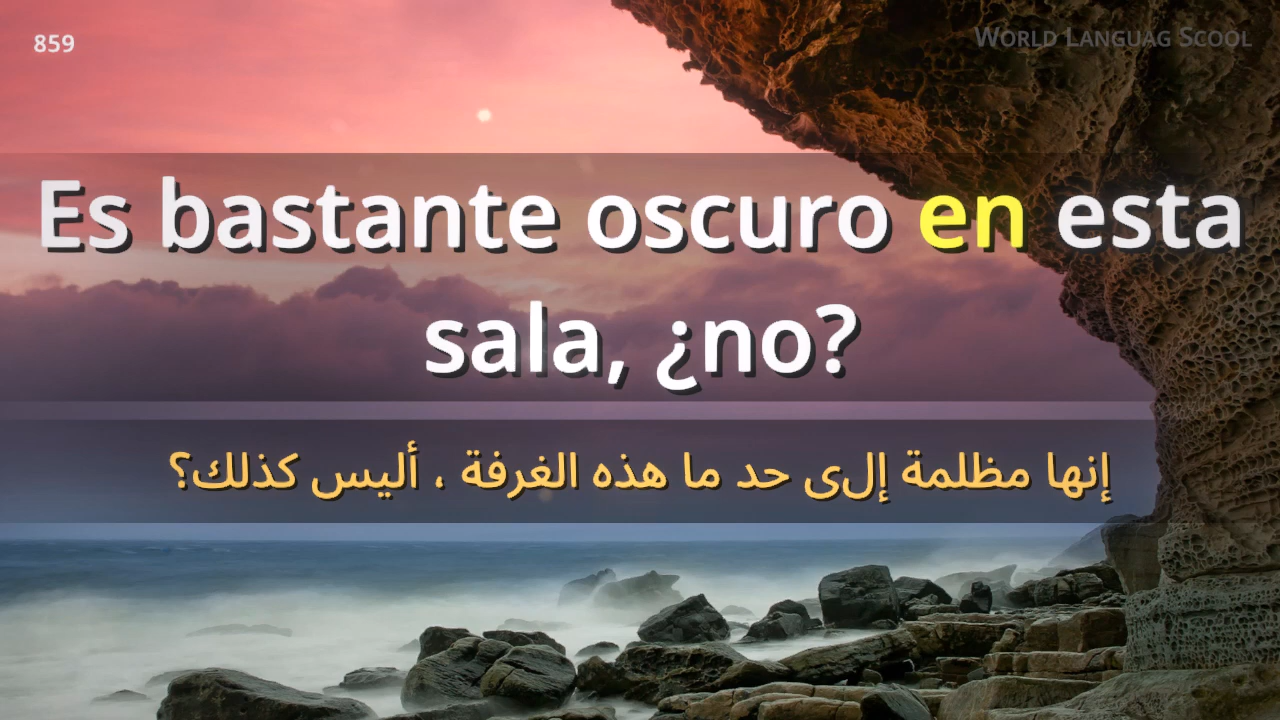 859
WORLD LANGUAG SCOOL
Es bastante oscuro en esta
sala, ¿no?
إنها مظلمة إلى حد ما هذه الغرفة ، أليس كذلك؟